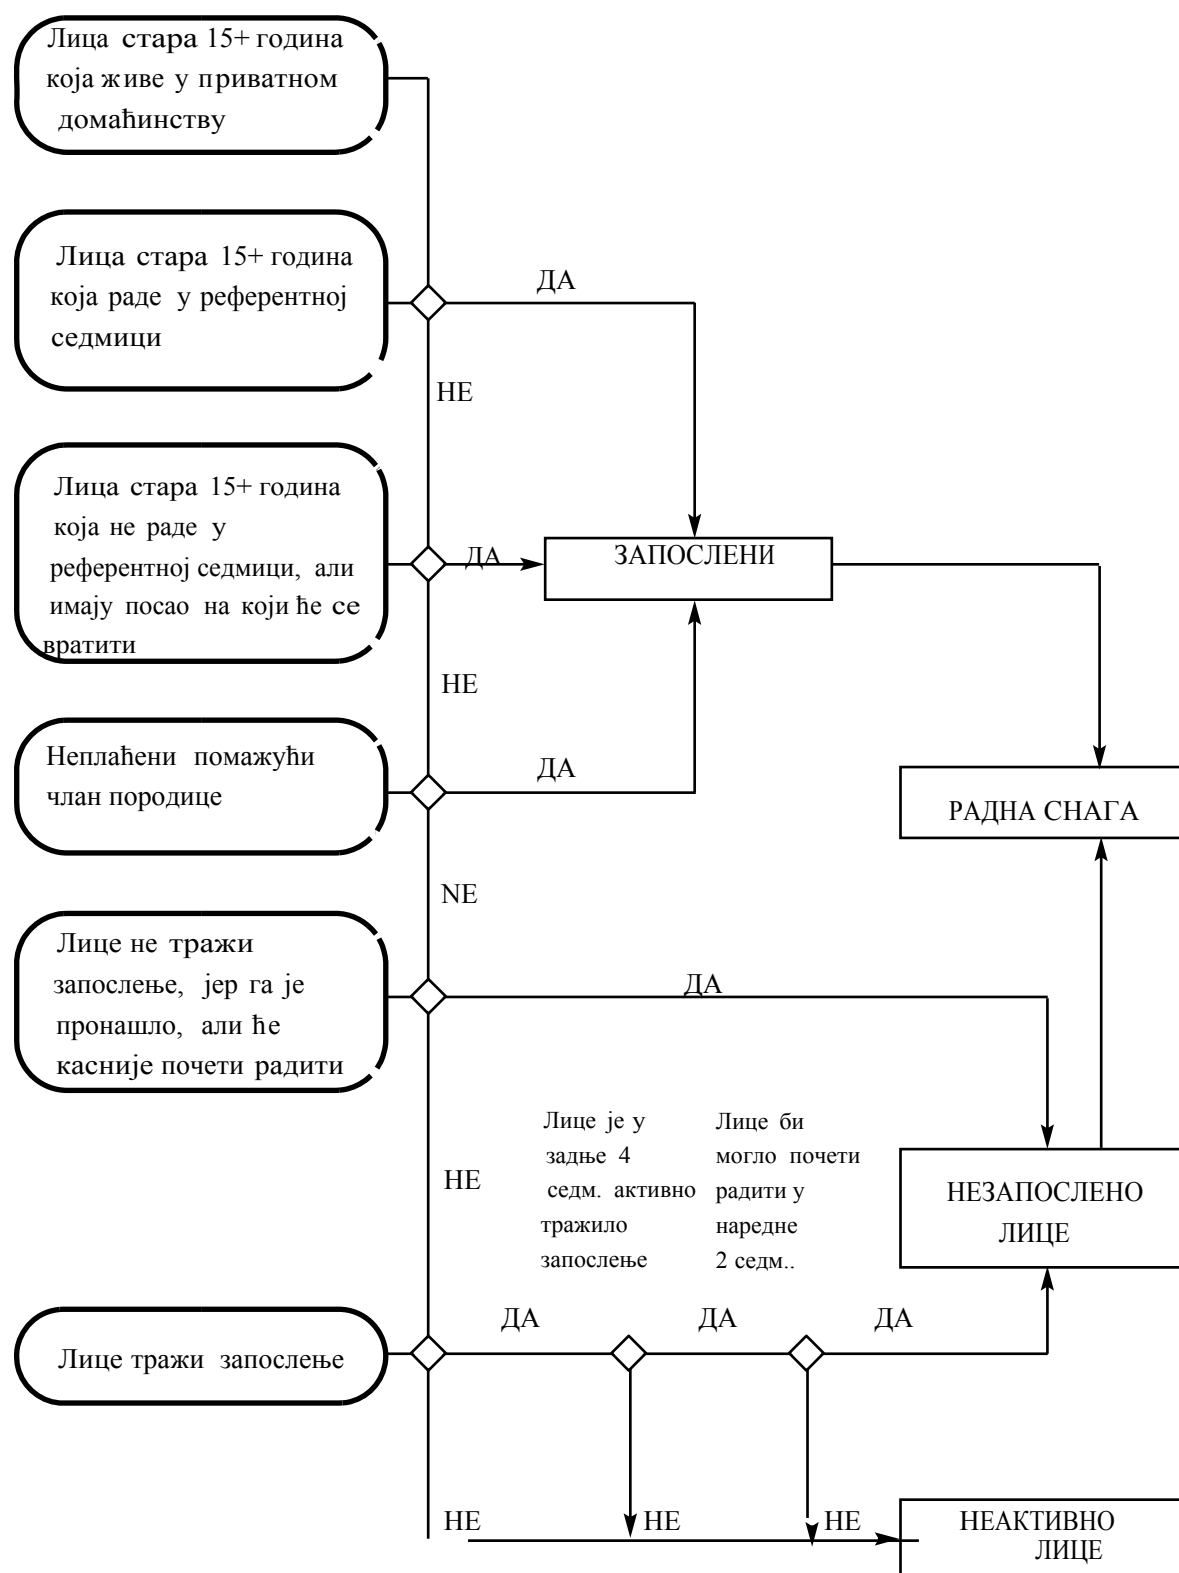 Лица стара 15+ година
која живе у приватном
домаћинству
Лица стара 15+ година
која раде у референтној
седмици
ДА
НЕ
Лица стара 15+ година
која не раде у
референтној седмици, али
имају посао на који ће се
вратити
ДА
ЗАПОСЛЕНИ
НЕ
Неплаћени помажући
члан породице
ДА
РАДНА СНАГА
NE
Лице не тражи
запослење, јер га је
пронашло, али ће
касније почети радити
ДА
НЕ
Лице је у
задње 4
седм. активно
тражило
запослење
Лице би
могло почети
радити у
наредне
2 седм..
НЕЗАПОСЛЕНО
ЛИЦЕ
Лице тражи запослење
ДА
ДА
ДА
НЕ
НЕ
НЕ
НЕАКТИВНО
ЛИЦЕ